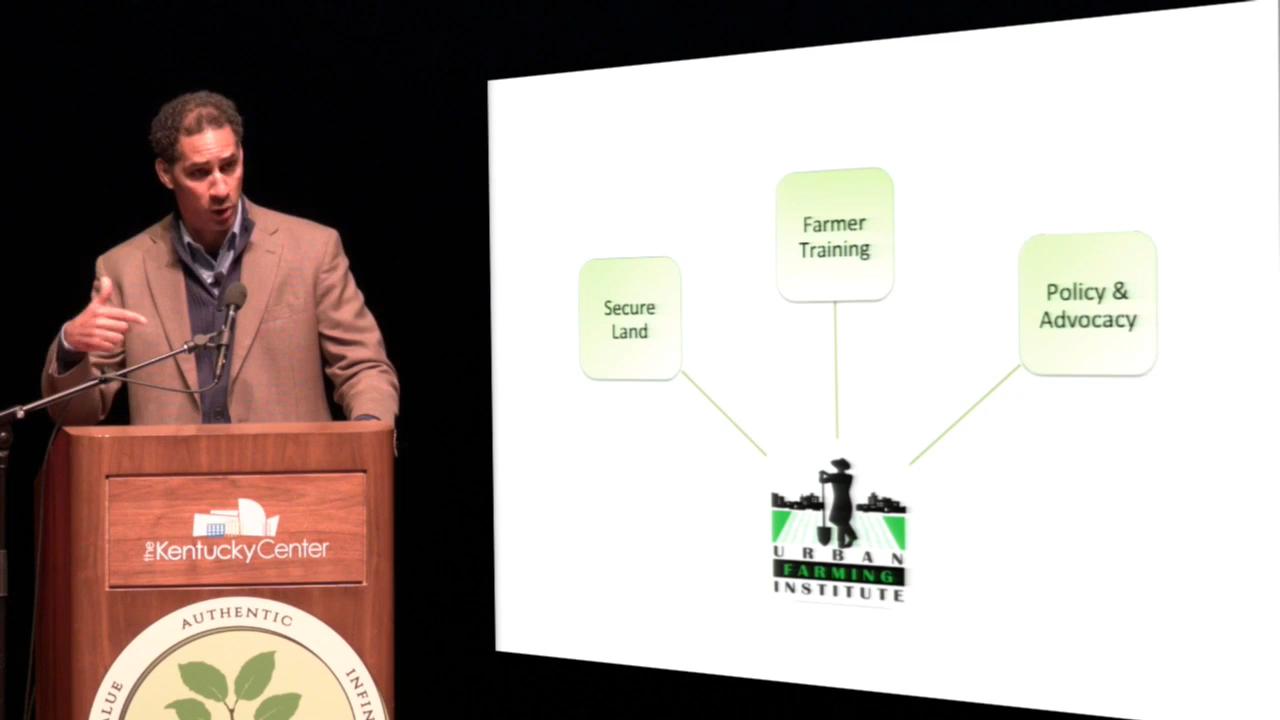 Farmer
Training
Secure
Land
Policy &
Advocacy
URBAN
FARMING
INSTITUTE
the Kentucky Center
AUTHENTIC